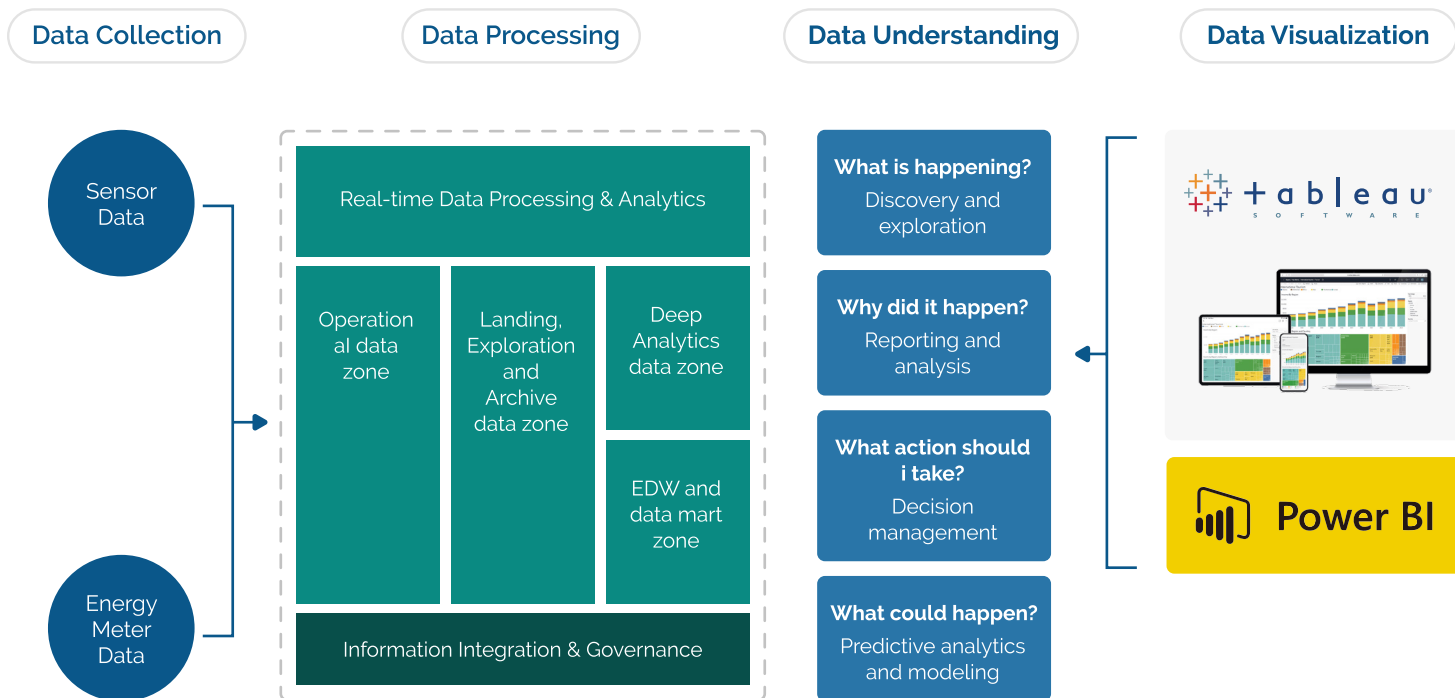 Data Collection
Data Processing
Data Understanding
Data Visualization
Sensor
Data
Energy
Meter
Data
Real-time Data Processing & Analytics
Operation
aI data
zone
Landing,
Exploration
and
Archive
data zone
Deep
Analytics
data zone
EDW and
data mart
zone
Information Integration & Governance
What is happening?
Discovery and
exploration
Why did it happen?
Reporting and
analysis
What action should
i take?
Decision
management
What could happen?
Predictive analytics
and modeling
+ableau®
SOFTWARE
Power BI